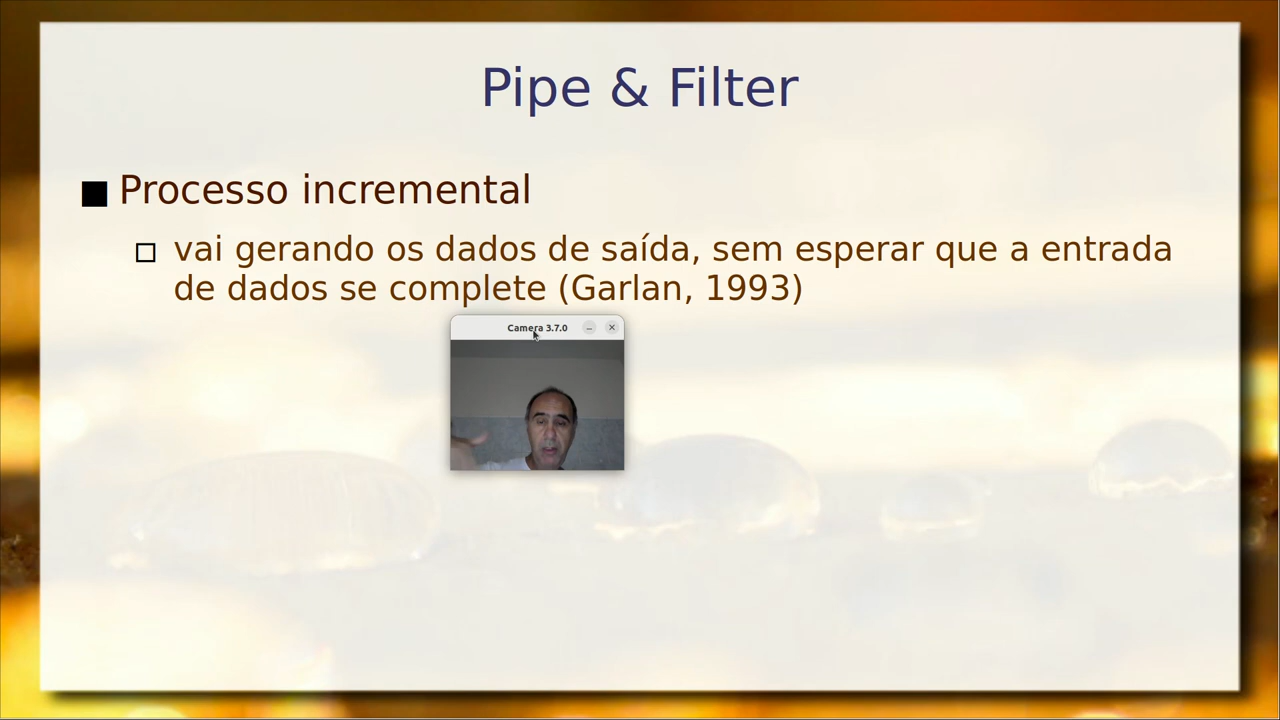 Pipe & Filter
Processo incremental
vai gerando os dados de saída, sem esperar que a entrada
de dados se complete (Garlan, 1993)
Camera 3.7.0